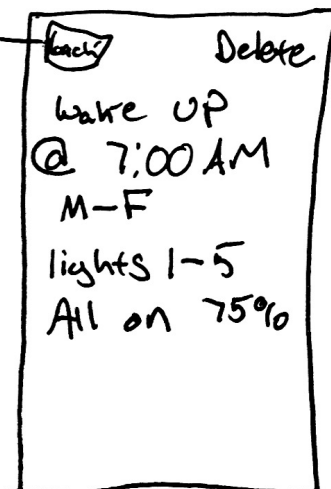 back Delete
wake UP
@ 7:00 AM
M-F
lights 1-5
All on 75%